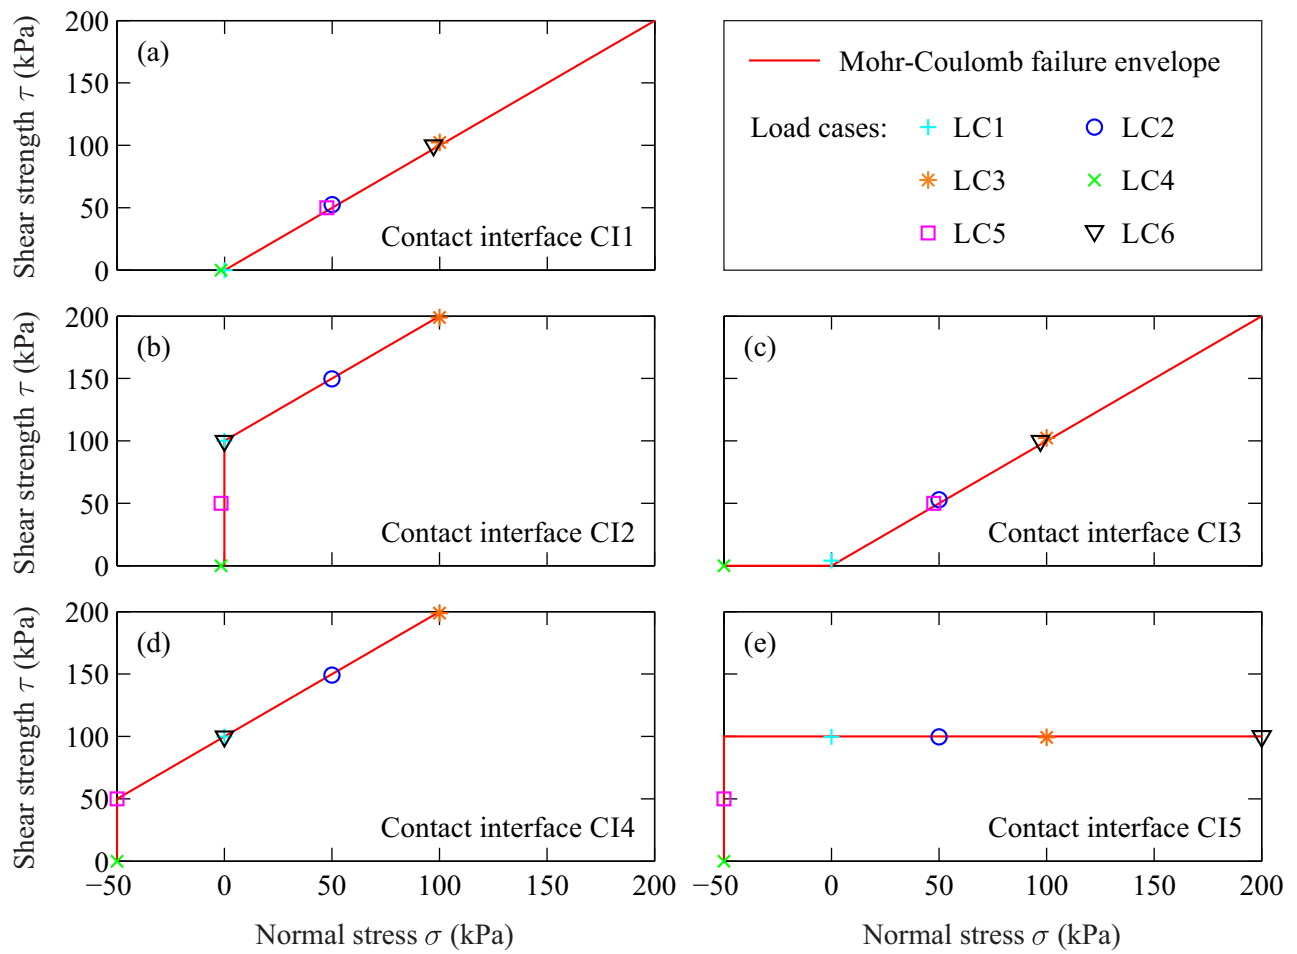 Shear strength τ (kPa)
200
150
100
50
0
(a)
Contact interface CI1
Mohr-Coulomb failure envelope
Load cases: LC1 LC2
LC3 LC4
LC5 LC6
Shear strength τ (kPa)
200
150
100
50
0
(b)
Contact interface CI2
(c)
Contact interface CI3
Shear strength τ (kPa)
200
150
100
50
0
(d)
Contact interface CI4
−50 0 50 100 150 200
Normal stress σ (kPa)
(e)
Contact interface CI5
−50 0 50 100 150 200
Normal stress σ (kPa)